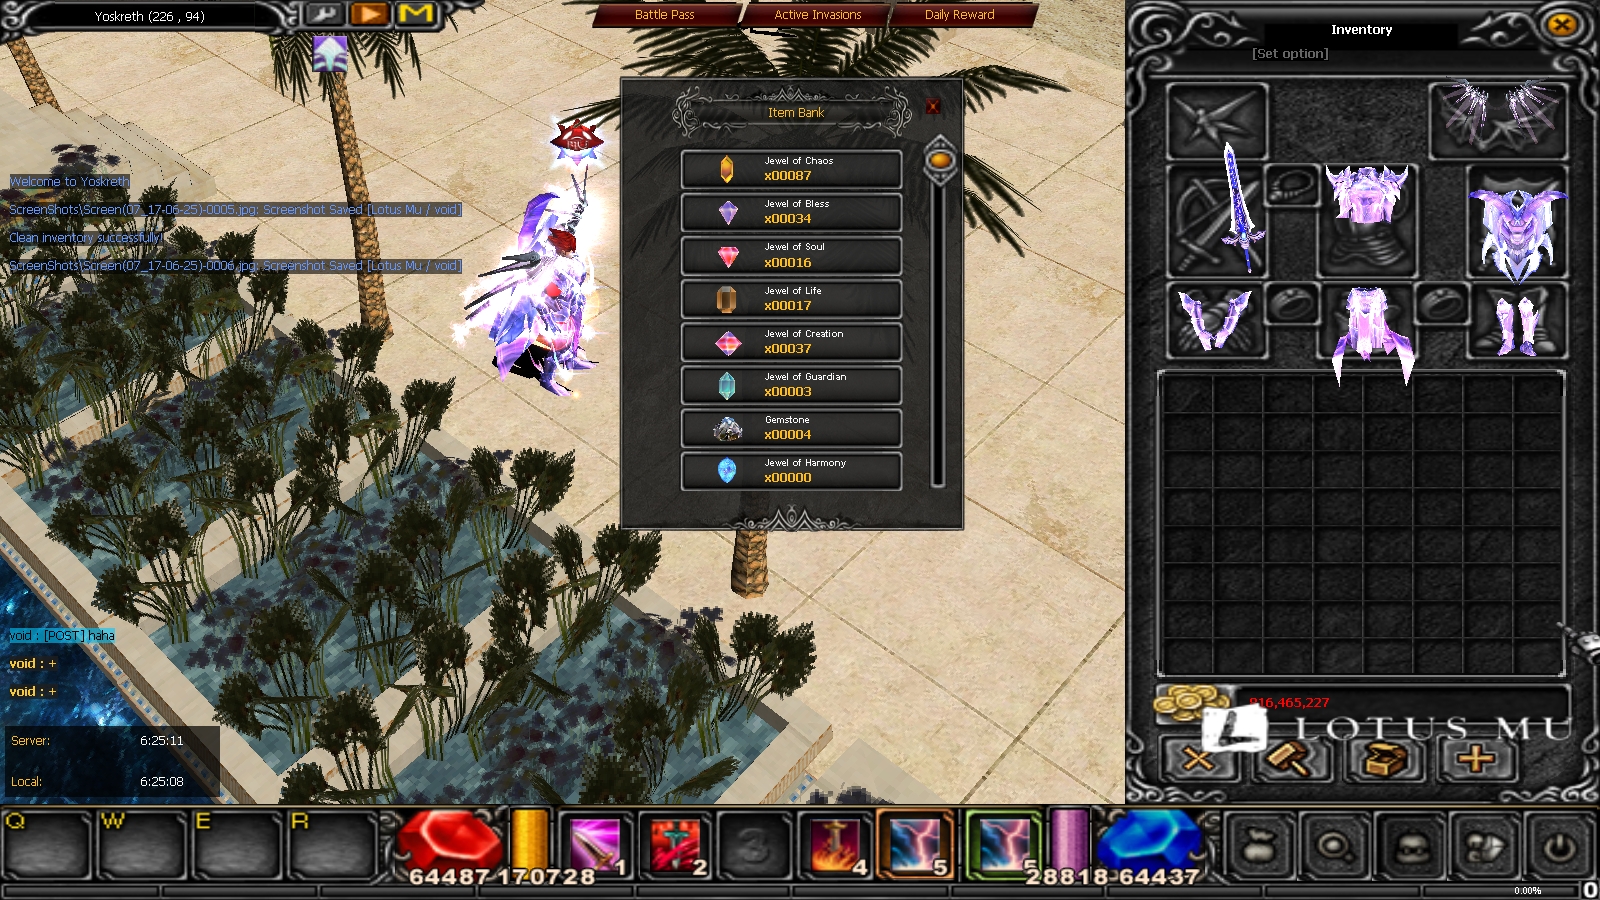 Yoskreth (226 , 94)
Battle Pass
Active Invasions
Daily Reward
Inventory
[Set option]
Item Bank
Jewel of Chaos
x00087
Jewel of Bless
x00034
Jewel of Soul
x00016
Jewel of Life
x00017
Jewel of Creation
x00037
Jewel of Guardian
x00003
Gemstone
x00004
Jewel of Harmony
x00000
Welcome to Yoskreth
ScreenShots\Screen(07_17-06-25)-0005.jpg: Screenshot Saved [Lotus Mu / void]
Clean inventory successfully!
ScreenShots\Screen(07_17-06-25)-0006.jpg: Screenshot Saved [Lotus Mu / void]
void : [POST] haha
void : +
void : +
Server: 6:25:11
Local: 6:25:08
816,465,227
L LOTUS MU
Q W E R
1 2 3 4 5 5
64487 170728 28818 64437
0.00% 0